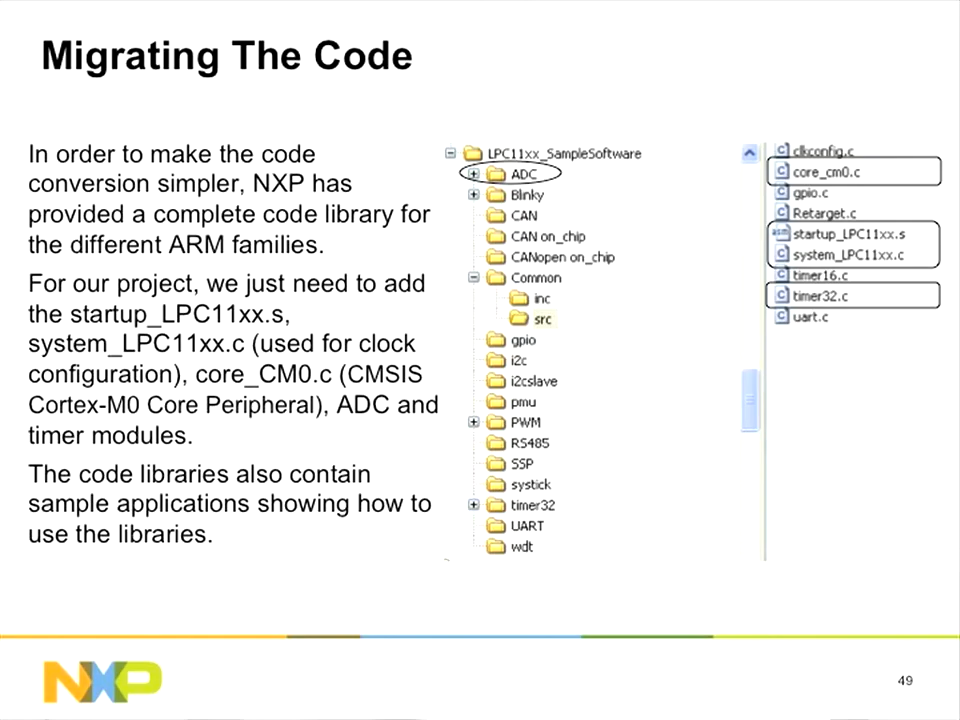 Migrating The Code
In order to make the code
conversion simpler, NXP has
provided a complete code library for
the different ARM families.
For our project, we just need to add
the startup_LPC11xx.s,
system_LPC11xx.c (used for clock
configuration), core_CM0.c (CMSIS
Cortex-M0 Core Peripheral), ADC and
timer modules.
The code libraries also contain
sample applications showing how to
use the libraries.
LPC11xx_SampleSoftware
ADC
Blinky
CAN
CAN on_chip
CANopen on_chip
Common
inc
src
gpio
i2c
i2cslave
pmu
PWM
RS485
SSP
systick
timer32
UART
wdt
clkconfig.c
core_cm0.c
gpio.c
Retarget.c
asm startup_LPC11xx.s
system_LPC11xx.c
timer16.c
timer32.c
uart.c
NXP
49